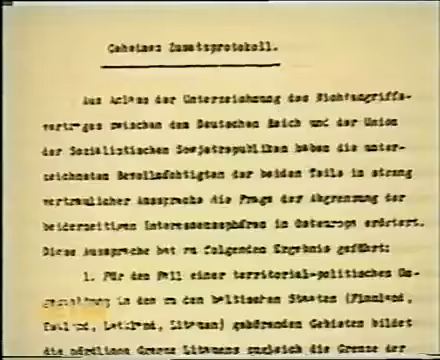 Geheimes Zusatzprotokoll.
Aus Anlass der Unterzeichnung des Nichtangriffs-
vertrages zwischen dem Deutschen Reich und der Union
der Sozialistischen Sowjetrepubliken haben die unter-
zeichneten Bevollmächtigten der beiden Teile in streng
vertraulicher Aussprache die Frage der Abgrenzung der
beiderseitigen Interessensphären in Osteuropa erörtert.
Diese Aussprache hat zu folgendem Ergebnis geführt:
1. Für den Fall einer territorial-politischen Um-
gestaltung in den zu den baltischen Staaten (Finnland,
Estland, Lettland, Litauen) gehörenden Gebieten bildet
die nördliche Grenze Litauens zugleich die Grenze der